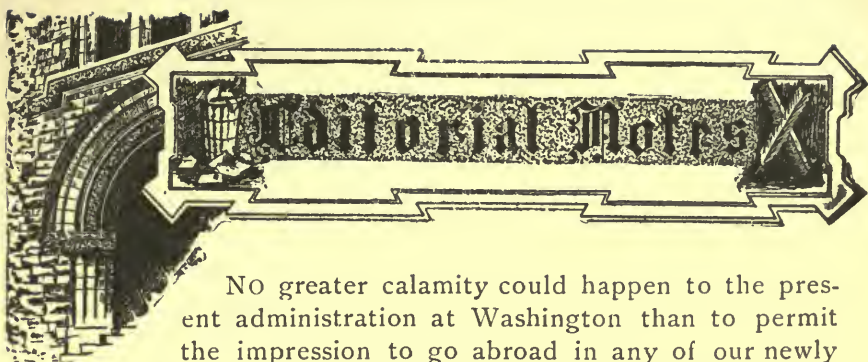 Editorial Notes
NO greater calamity could happen to the pres-
ent administration at Washington than to permit
the impression to go abroad in any of our newly